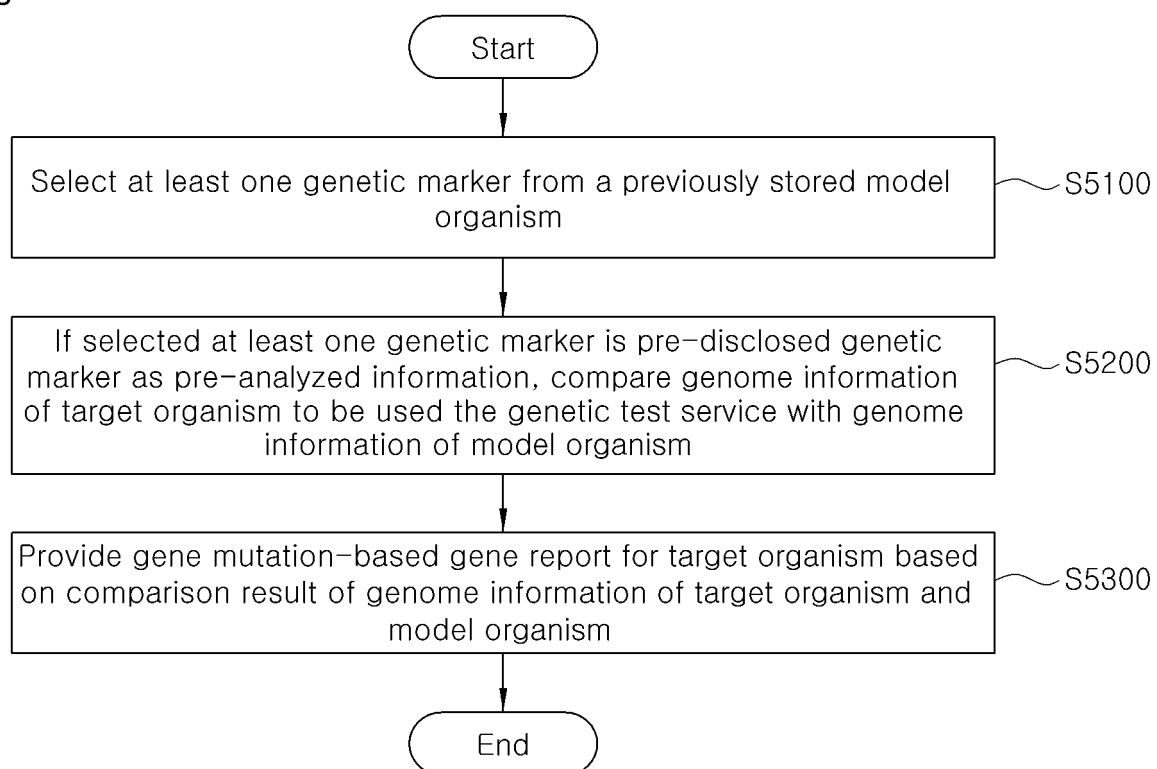 Start
Select at least one genetic marker from a previously stored model
organism
S5100
If selected at least one genetic marker is pre-disclosed genetic
marker as pre-analyzed information, compare genome information
of target organism to be used the genetic test service with genome
information of model organism
S5200
Provide gene mutation-based gene report for target organism based
on comparison result of genome information of target organism and
model organism
S5300
End